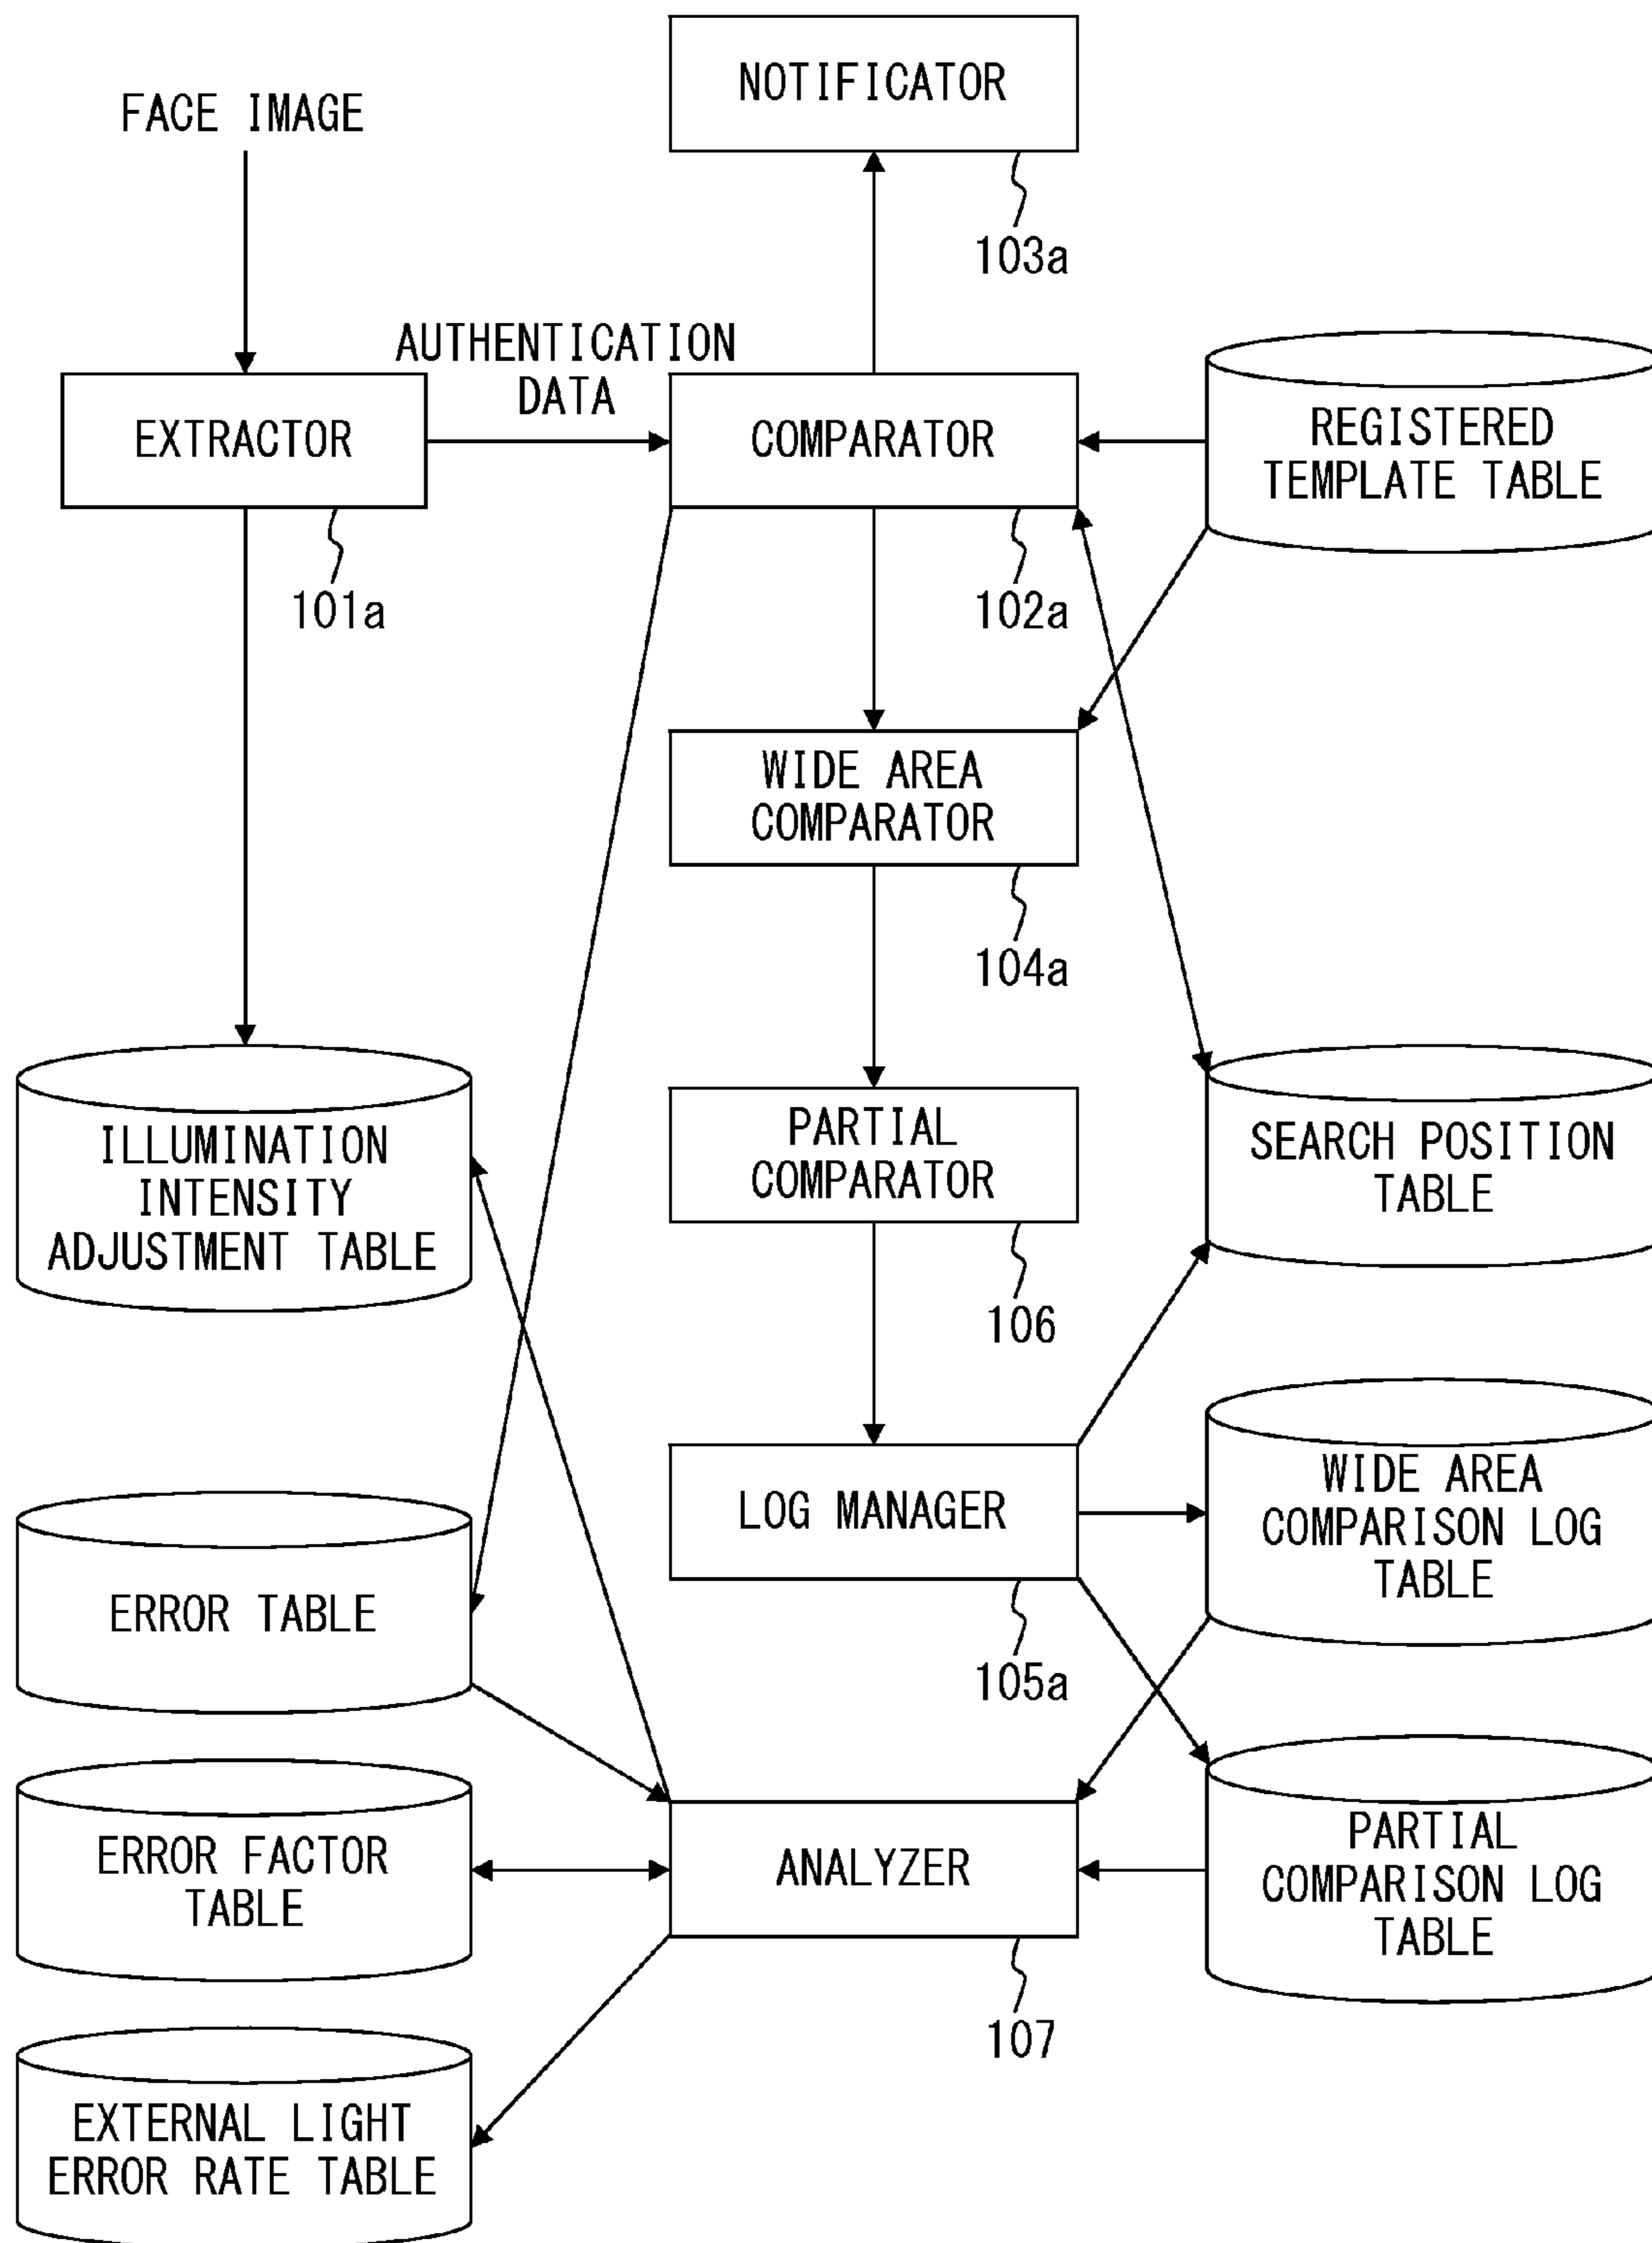 NOTIFICATOR
FACE IMAGE
103a
AUTHENTICATION
DATA
EXTRACTOR
COMPARATOR
REGISTERED
TEMPLATE TABLE
101a
102a
WIDE AREA
COMPARATOR
104a
ILLUMINATION
INTENSITY
ADJUSTMENT TABLE
PARTIAL
COMPARATOR
SEARCH POSITION
TABLE
106
LOG MANAGER
WIDE AREA
COMPARISON LOG
TABLE
ERROR TABLE
105a
ERROR FACTOR
TABLE
ANALYZER
PARTIAL
COMPARISON LOG
TABLE
107
EXTERNAL LIGHT
ERROR RATE TABLE